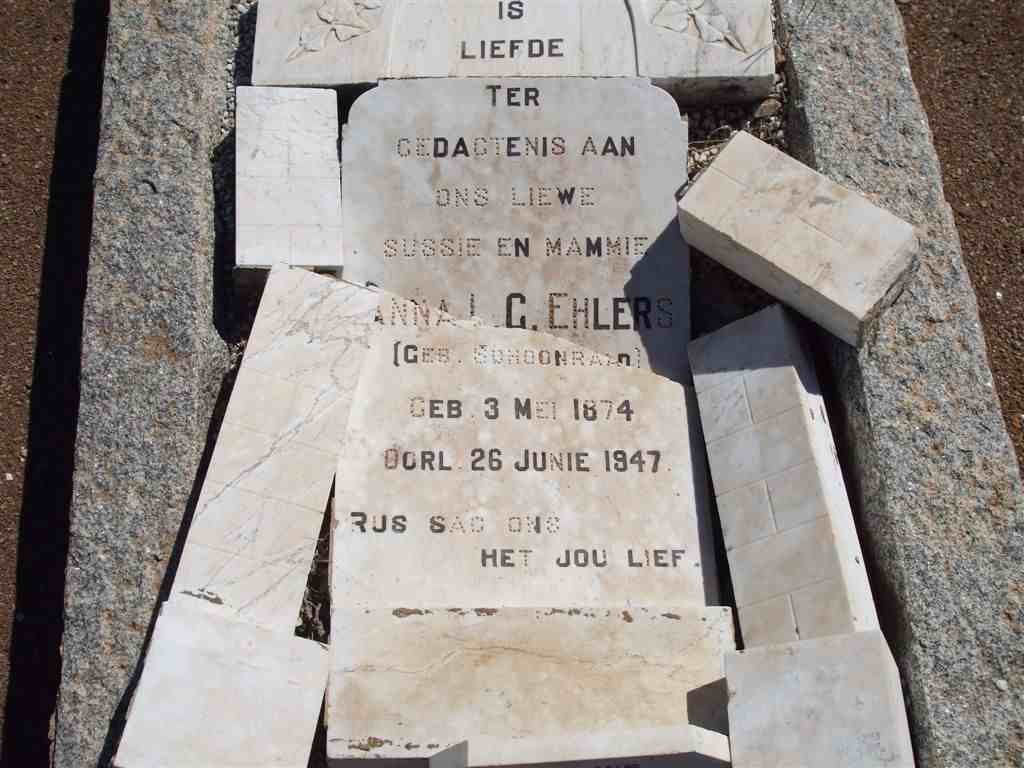 IS
LIEFDE
TER
GEDAGTENIS AAN
ONS LIEWE
SUSSIE EN MAMMIE
ANNA L. G. EHLERS
(GEB. SCHOONRAAD)
GEB. 3 MEI 1874
OORL. 26 JUNIE 1947.
RUS SAG ONS
HET JOU LIEF.